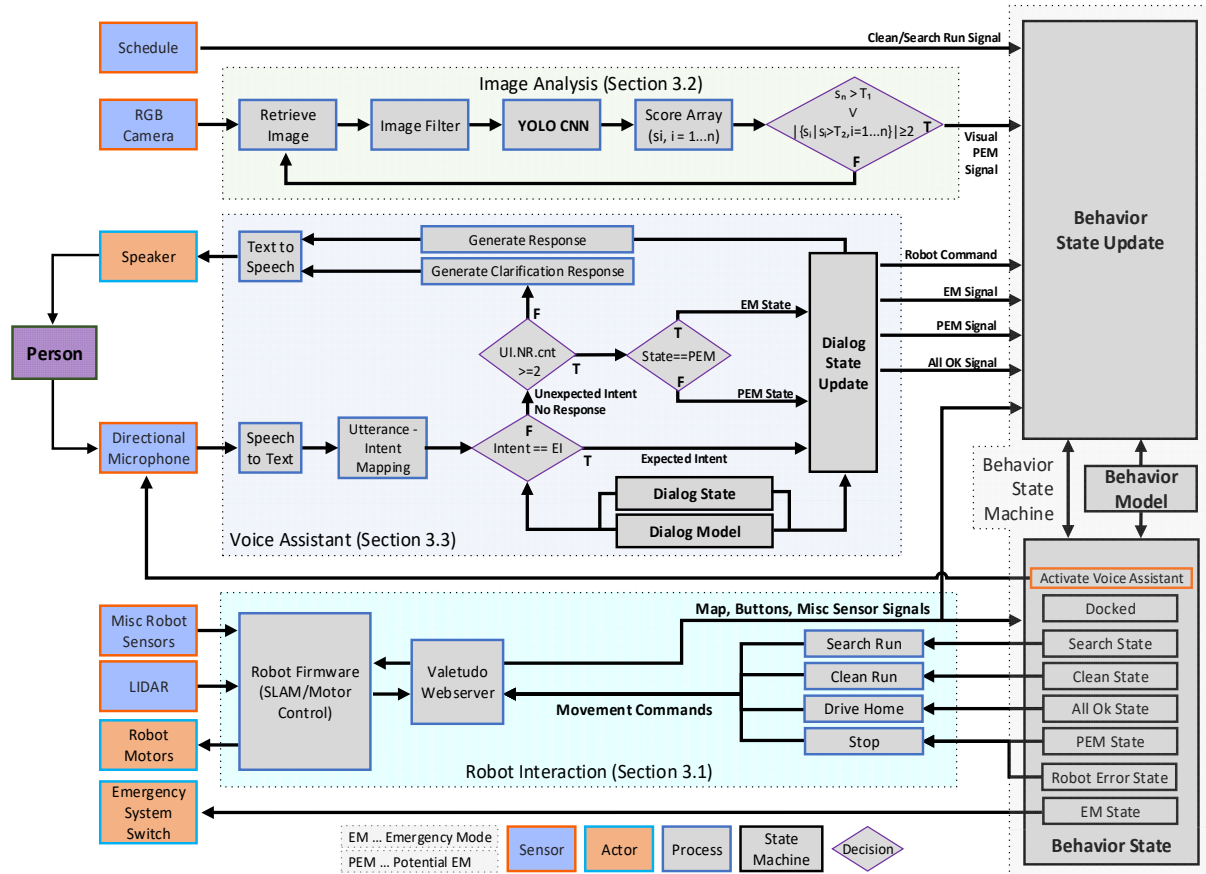 Schedule
Clean/Search Run Signal
Image Analysis (Section 3.2)
RGB
Camera
Retrieve
Image
Image Filter
YOLO CNN
Score Array
(si, i = 1...n)
sₙ > T₁
V
|{sᵢ|sᵢ>T₂,i=1...n}|≥2
T
F
Visual
PEM
Signal
Behavior
State Update
Speaker
Text to
Speech
Generate Response
Generate Clarification Response
Robot Command
EM Signal
PEM Signal
All OK Signal
Person
F
UI.NR.cnt
>=2
T
EM State
T
State==PEM
F
PEM State
Dialog
State
Update
Unexpected Intent
No Response
Directional
Microphone
Speech
to Text
Utterance -
Intent
Mapping
F
Intent == EI
T
Expected Intent
Dialog State
Dialog Model
Voice Assistant (Section 3.3)
Behavior
State
Machine
Behavior
Model
Activate Voice Assistant
Misc Robot
Sensors
LIDAR
Robot
Motors
Emergency
System
Switch
Robot Firmware
(SLAM/Motor
Control)
Valetudo
Webserver
Map, Buttons, Misc Sensor Signals
Movement Commands
Search Run
Clean Run
Drive Home
Stop
Robot Interaction (Section 3.1)
Docked
Search State
Clean State
All Ok State
PEM State
Robot Error State
EM State
Behavior State
EM ... Emergency Mode
PEM ... Potential EM
Sensor
Actor
Process
State
Machine
Decision